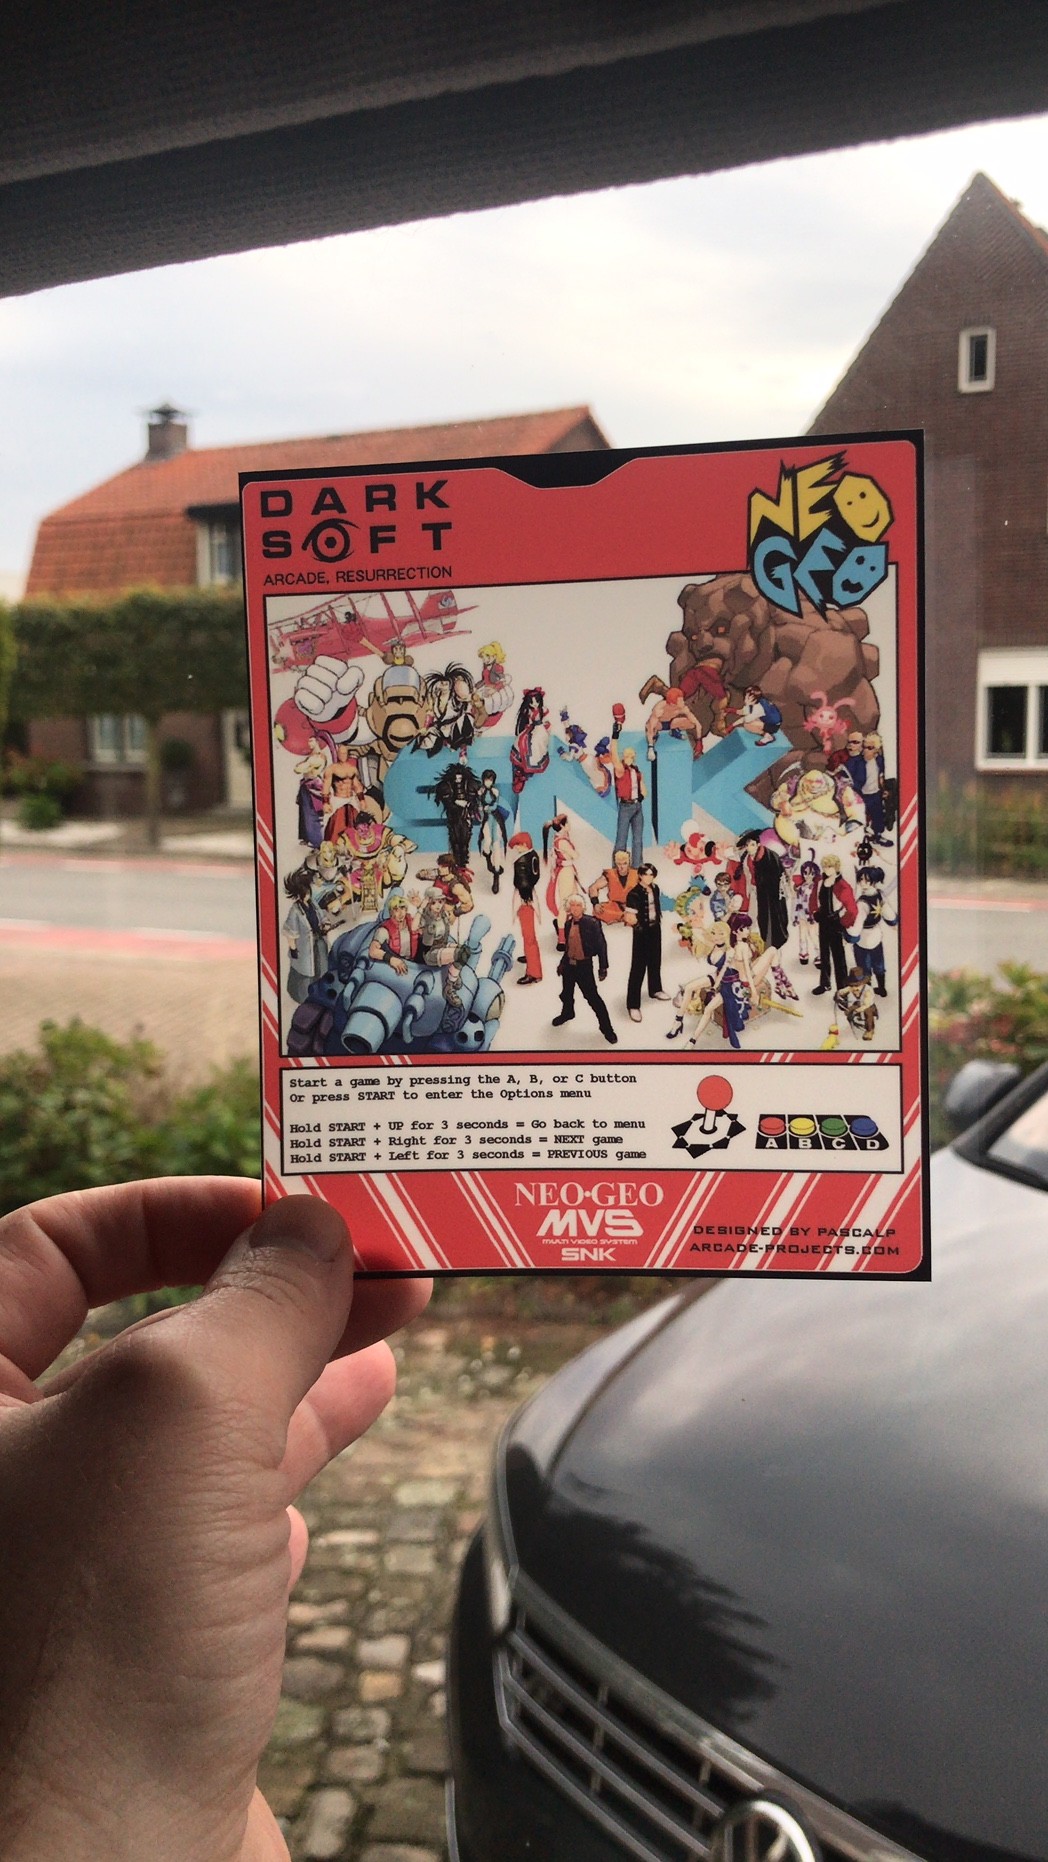 DARK
SOFT
ARCADE, RESURRECTION
NEO
GEO
SNK
Start a game by pressing the A, B, or C button
Or press START to enter the Options menu
Hold START + UP for 3 seconds = Go back to menu
Hold START + Right for 3 seconds = NEXT game
Hold START + Left for 3 seconds = PREVIOUS game
A B C D
NEO•GEO
MVS
MULTI VIDEO SYSTEM
SNK
DESIGNED BY PASCALP
ARCADE-PROJECTS.COM